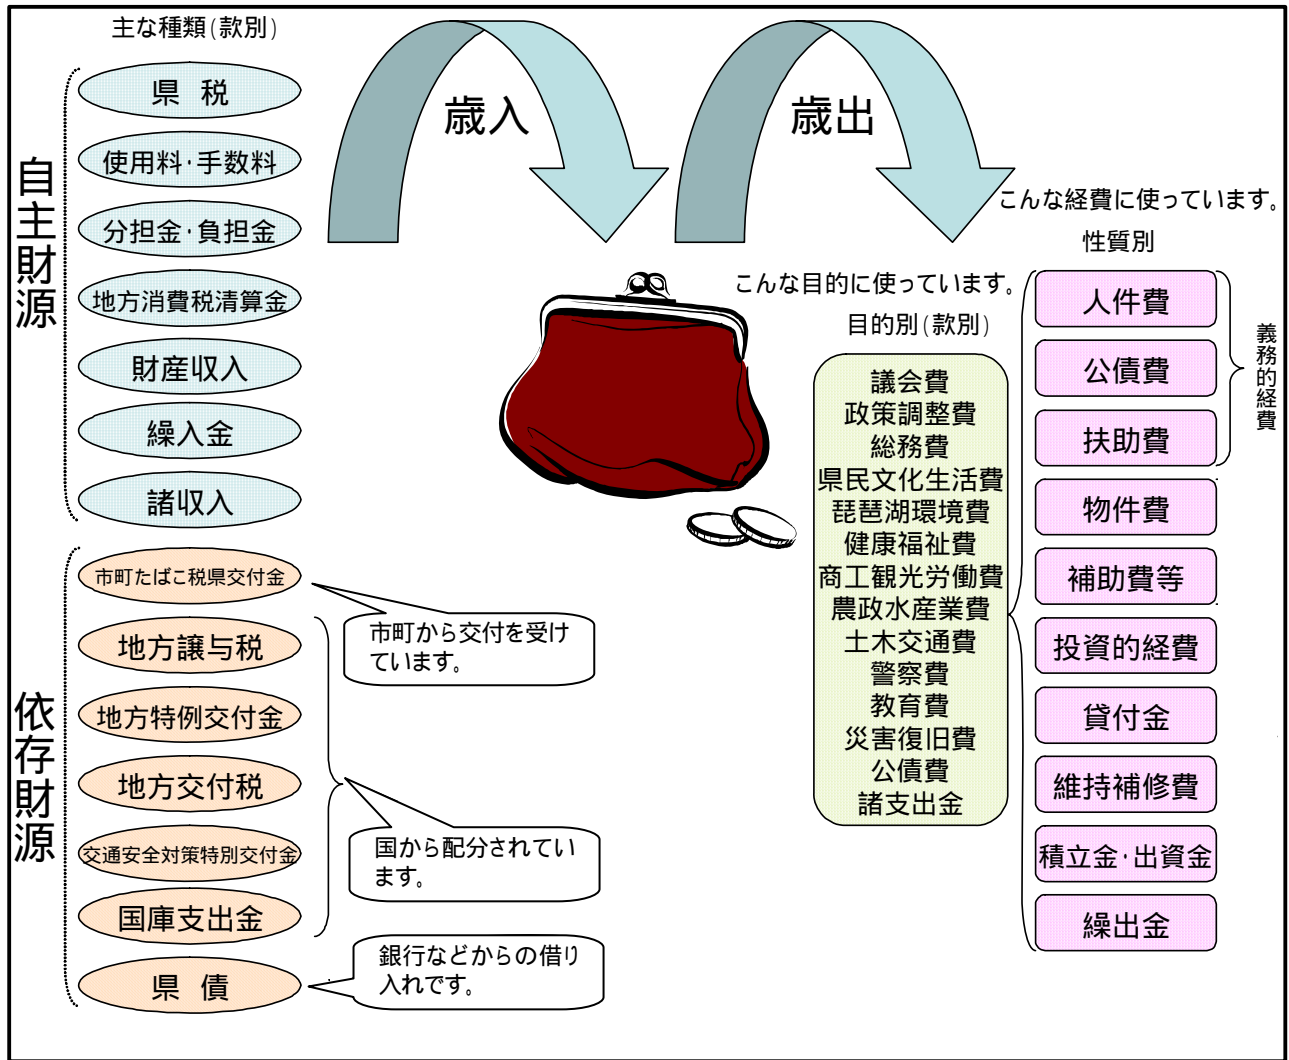 主な種類(款別)
自主財源
県 税
使用料・手数料
分担金・負担金
地方消費税清算金
財産収入
繰入金
諸収入
依存財源
市町たばこ税県交付金
地方譲与税
地方特例交付金
地方交付税
交通安全対策特別交付金
国庫支出金
県 債
市町から交付を受け
ています。
国から配分されてい
ます。
銀行などからの借り
入れです。
歳入
歳出
こんな目的に使っています。
目的別(款別)
議会費
政策調整費
総務費
県民文化生活費
琵琶湖環境費
健康福祉費
商工観光労働費
農政水産業費
土木交通費
警察費
教育費
災害復旧費
公債費
諸支出金
こんな経費に使っています。
性質別
人件費
公債費
扶助費
物件費
補助費等
投資的経費
貸付金
維持補修費
積立金・出資金
繰出金
義務的経費